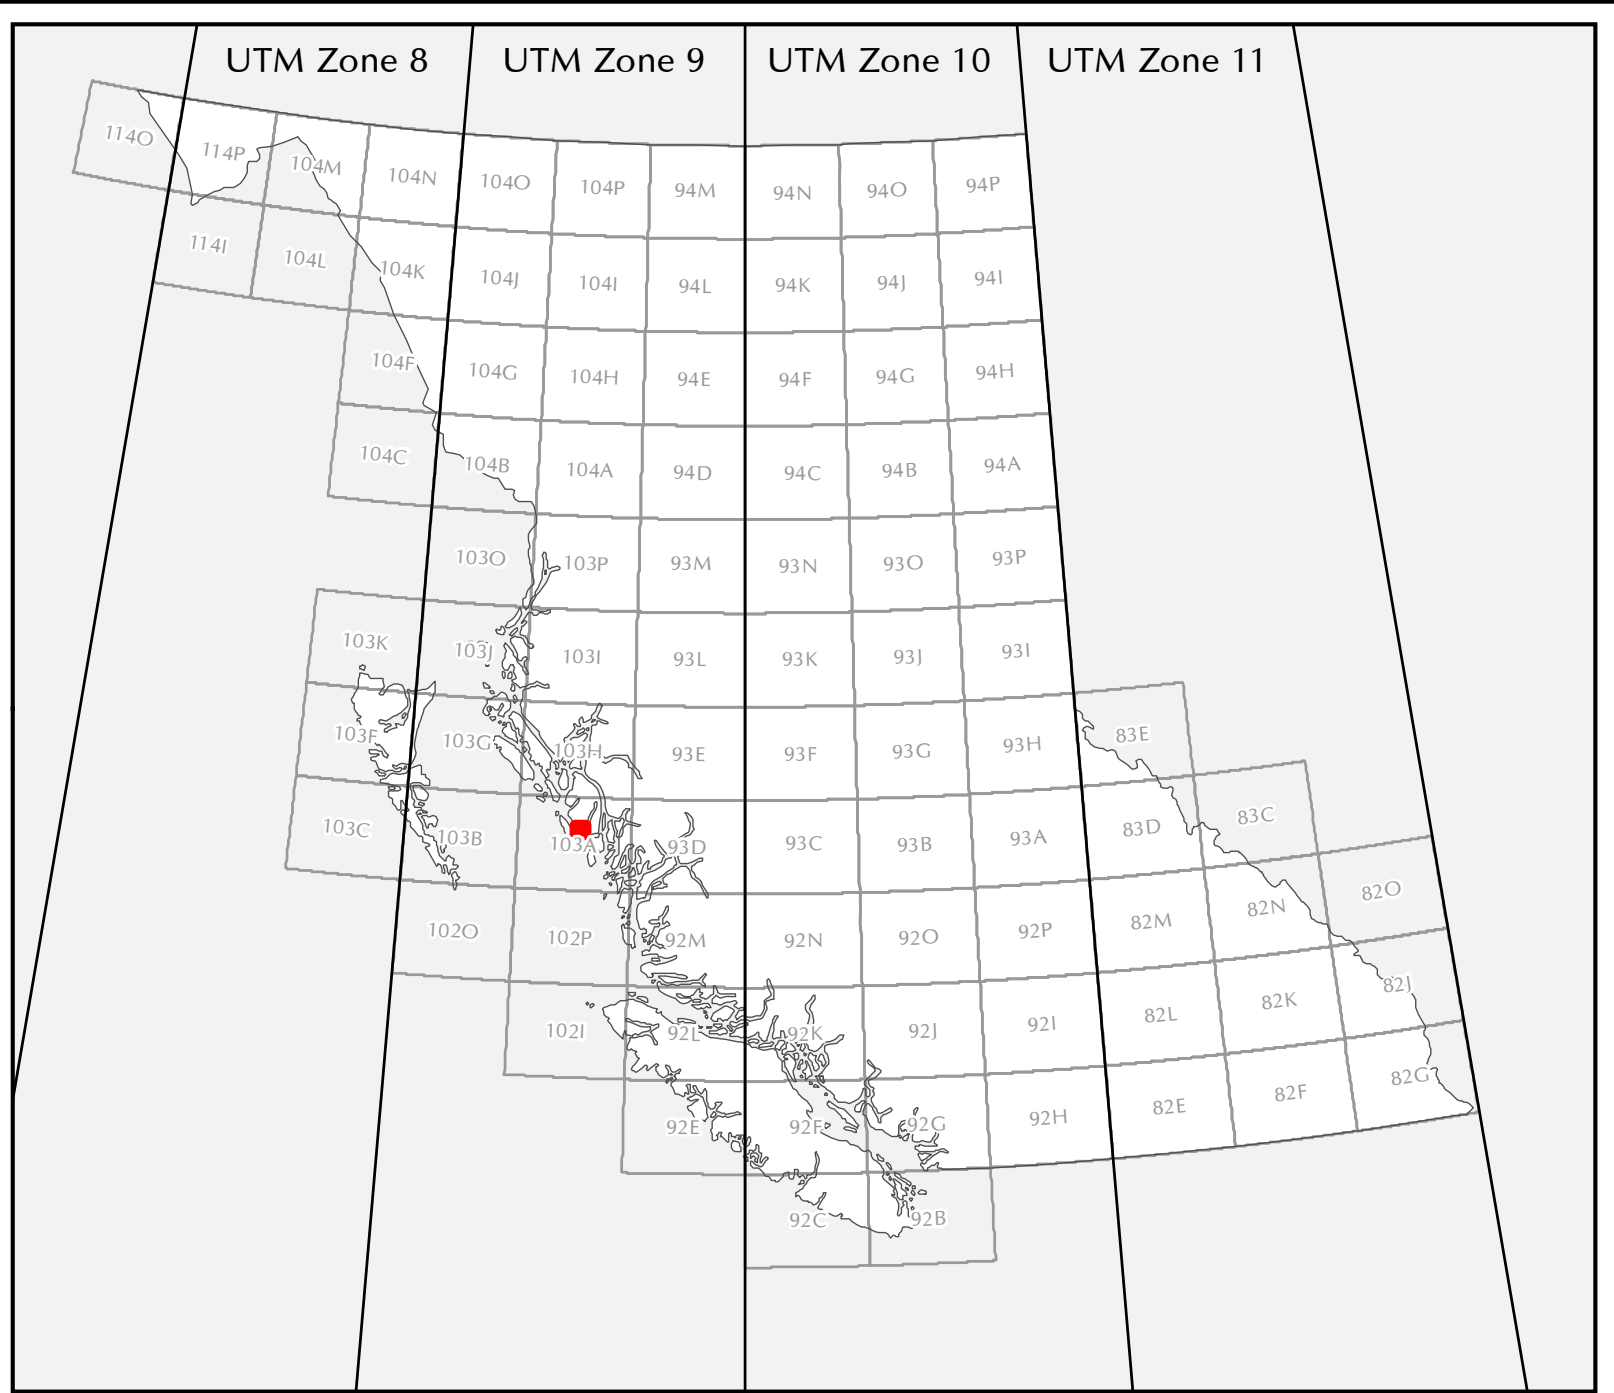 UTM Zone 8 UTM Zone 9 UTM Zone 10 UTM Zone 11
114O 114P 104M 104N 104O 104P 94M 94N 94O 94P
114I 104L 104K 104J 104I 94L 94K 94J 94I
104F 104G 104H 94E 94F 94G 94H
104C 104B 104A 94D 94C 94B 94A
103O 103P 93M 93N 93O 93P
103K 103J 103I 93L 93K 93J 93I
103F 103G 103H 93E 93F 93G 93H 83E
103C 103B 103A 93D 93C 93B 93A 83D 83C
102O 102P 92M 92N 92O 92P 82M 82N 82O
102I 92L 92K 92J 92I 82L 82K 82J
92E 92F 92G 92H 82E 82F 82G
92C 92B